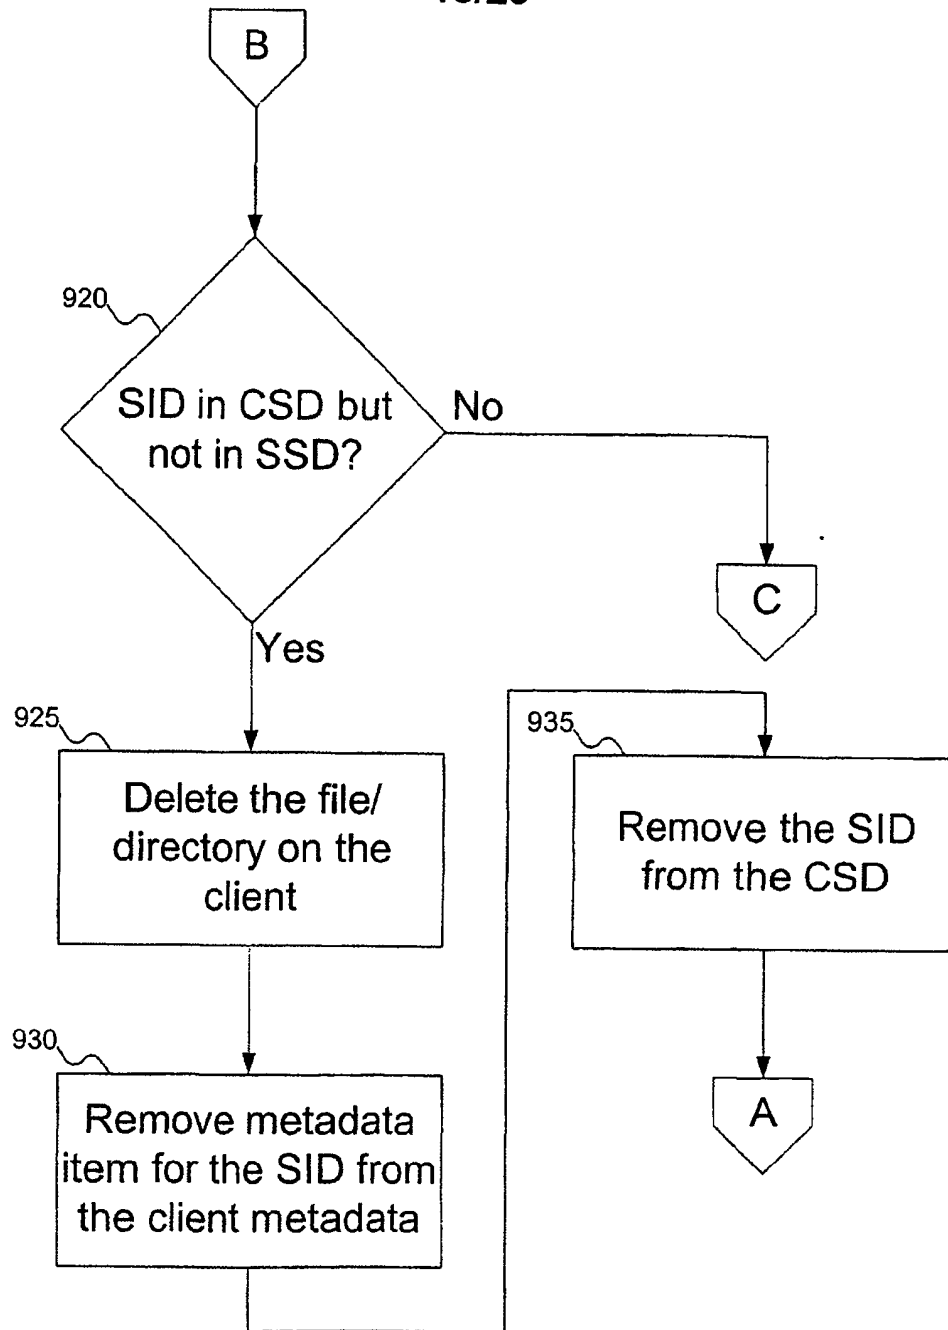 B
920
SID in CSD but
not in SSD?
No
C
Yes
925
Delete the file/
directory on the
client
935
Remove the SID
from the CSD
930
Remove metadata
item for the SID from
the client metadata
A